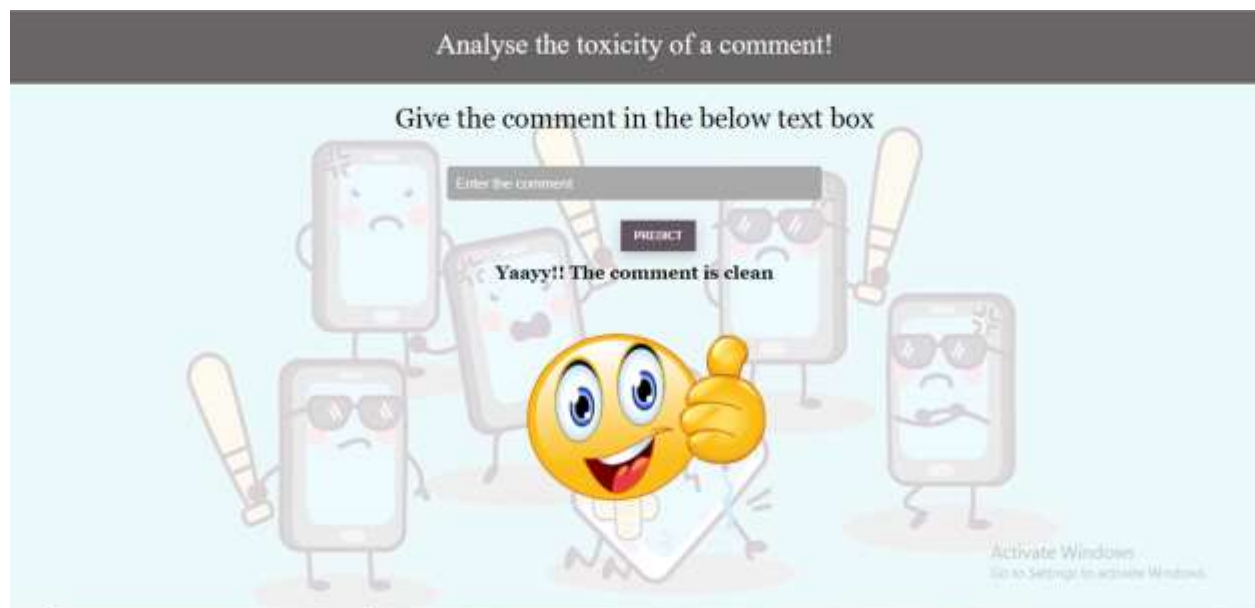 Analyse the toxicity of a comment!
Give the comment in the below text box
Enter the comment
PREDICT
Yaayy!! The comment is clean
Activate Windows
Go to Settings to activate Windows.